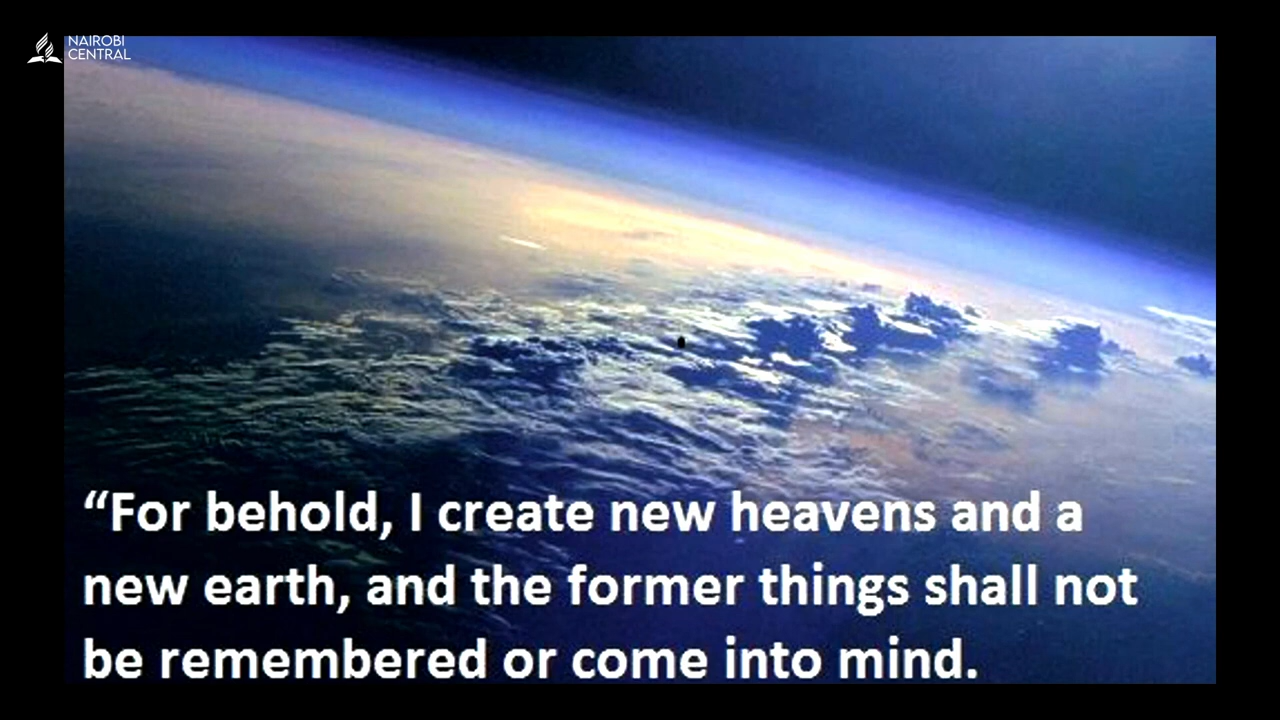 NAIROBI
CENTRAL
“For behold, I create new heavens and a
new earth, and the former things shall not
be remembered or come into mind.